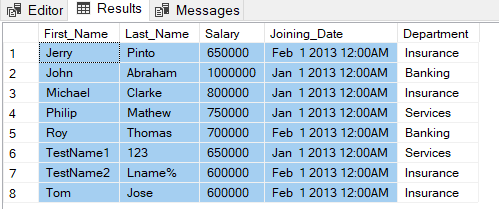 Editor Results Messages
First_Name Last_Name Salary Joining_Date Department
1 Jerry Pinto 650000 Feb 1 2013 12:00AM Insurance
2 John Abraham 1000000 Jan 1 2013 12:00AM Banking
3 Michael Clarke 800000 Jan 1 2013 12:00AM Insurance
4 Philip Mathew 750000 Jan 1 2013 12:00AM Services
5 Roy Thomas 700000 Feb 1 2013 12:00AM Banking
6 TestName1 123 650000 Jan 1 2013 12:00AM Services
7 TestName2 Lname% 600000 Feb 1 2013 12:00AM Insurance
8 Tom Jose 600000 Feb 1 2013 12:00AM Insurance